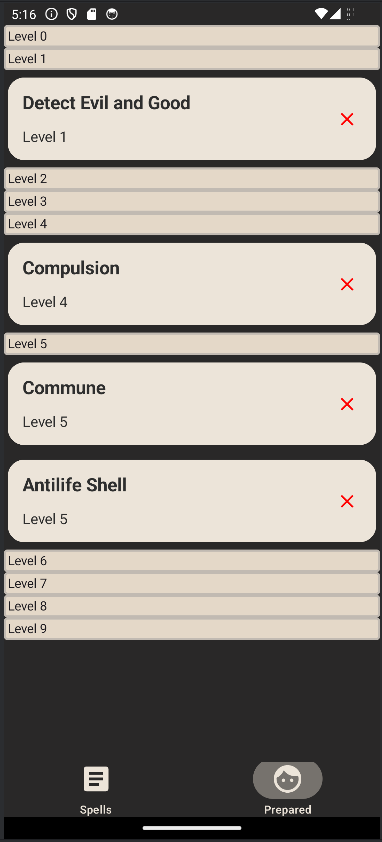 5:16
Level 0
Level 1
Detect Evil and Good
Level 1
Level 2
Level 3
Level 4
Compulsion
Level 4
Level 5
Commune
Level 5
Antilife Shell
Level 5
Level 6
Level 7
Level 8
Level 9
Spells
Prepared